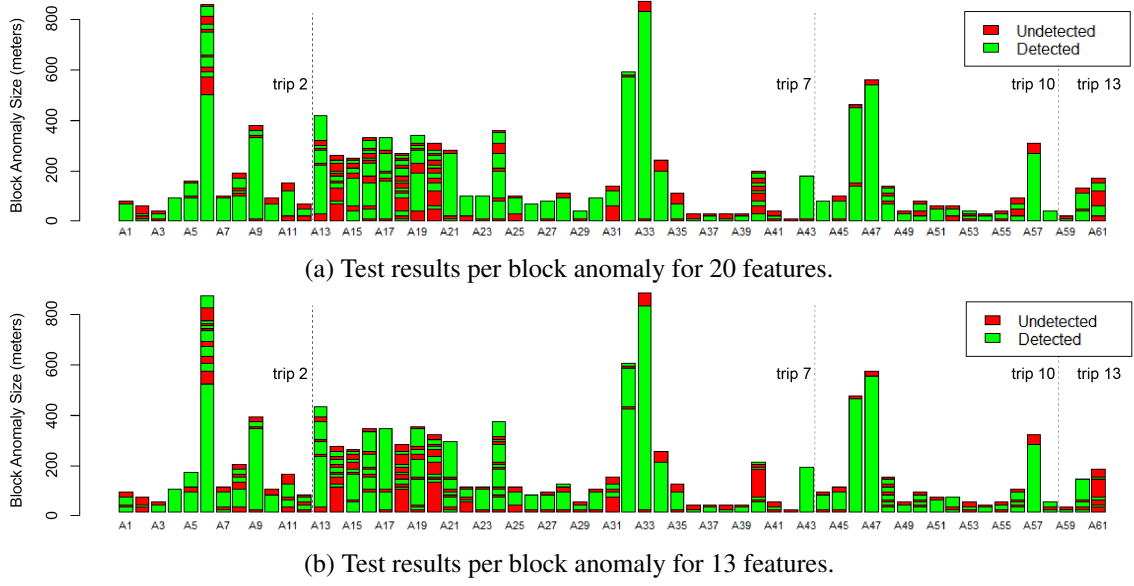 Block Anomaly Size (meters)
800
600
400
200
0
trip 2
trip 7
trip 10
trip 13
Undetected
Detected
A1 A3 A5 A7 A9 A11 A13 A15 A17 A19 A21 A23 A25 A27 A29 A31 A33 A35 A37 A39 A41 A43 A45 A47 A49 A51 A53 A55 A57 A59 A61
(a) Test results per block anomaly for 20 features.
Block Anomaly Size (meters)
800
600
400
200
0
trip 2
trip 7
trip 10
trip 13
Undetected
Detected
A1 A3 A5 A7 A9 A11 A13 A15 A17 A19 A21 A23 A25 A27 A29 A31 A33 A35 A37 A39 A41 A43 A45 A47 A49 A51 A53 A55 A57 A59 A61
(b) Test results per block anomaly for 13 features.